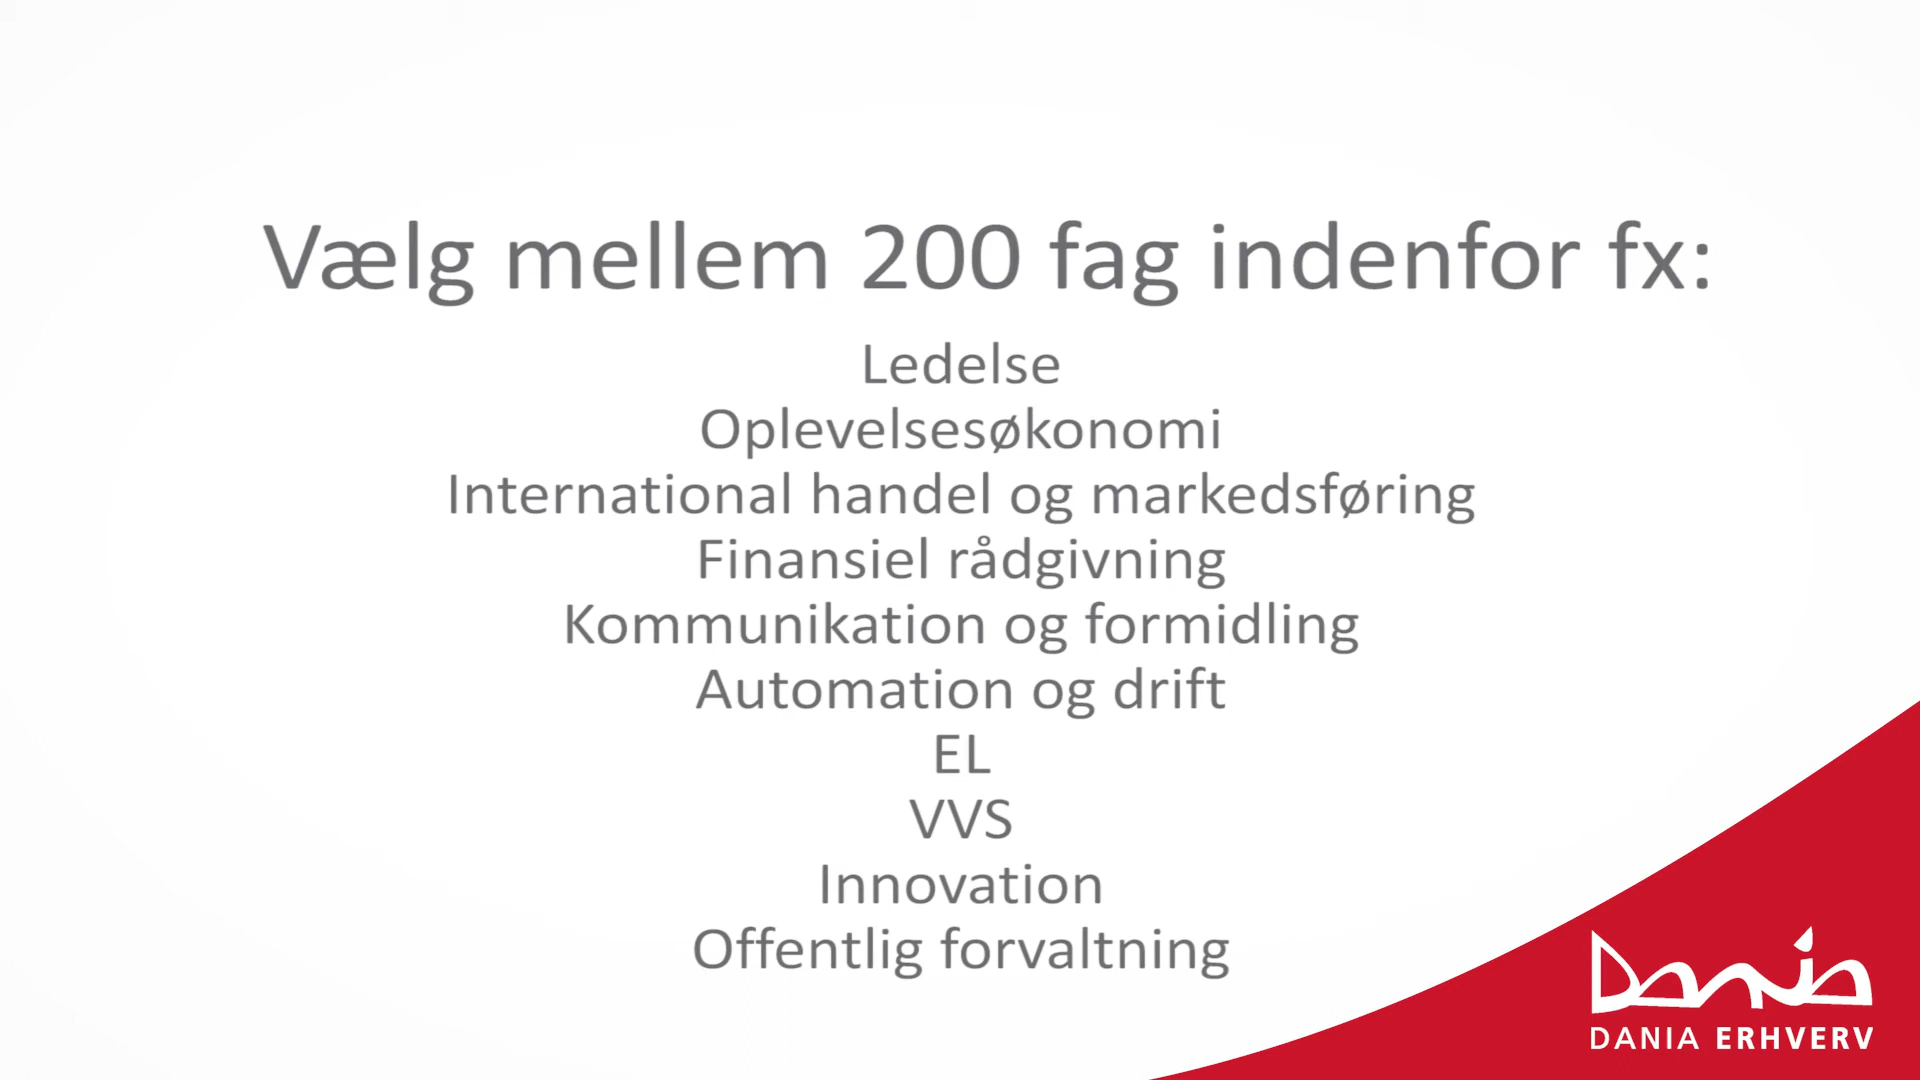 Vælg mellem 200 fag indenfor fx:
Ledelse
Oplevelsesøkonomi
International handel og markedsføring
Finansiel rådgivning
Kommunikation og formidling
Automation og drift
EL
VVS
Innovation
Offentlig forvaltning
Dania
DANIA ERHVERV